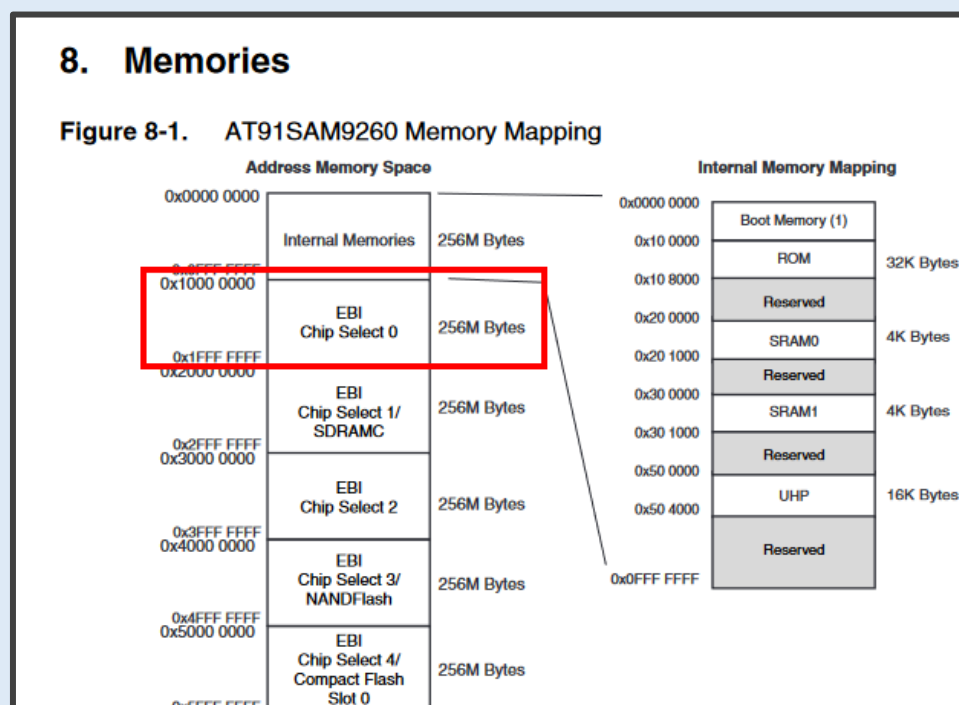 8. Memories
Figure 8-1. AT91SAM9260 Memory Mapping
Address Memory Space
0x0000 0000
Internal Memories
256M Bytes
0x0FFF FFFF
0x1000 0000
EBI
Chip Select 0
256M Bytes
0x1FFF FFFF
0x2000 0000
EBI
Chip Select 1/
SDRAMC
256M Bytes
0x2FFF FFFF
0x3000 0000
EBI
Chip Select 2
256M Bytes
0x3FFF FFFF
0x4000 0000
EBI
Chip Select 3/
NANDFlash
256M Bytes
0x4FFF FFFF
0x5000 0000
EBI
Chip Select 4/
Compact Flash
Slot 0
256M Bytes
Internal Memory Mapping
0x0000 0000
Boot Memory (1)
0x10 0000
ROM
32K Bytes
0x10 8000
Reserved
0x20 0000
SRAM0
4K Bytes
0x20 1000
Reserved
0x30 0000
SRAM1
4K Bytes
0x30 1000
Reserved
0x50 0000
UHP
16K Bytes
0x50 4000
Reserved
0x0FFF FFFF